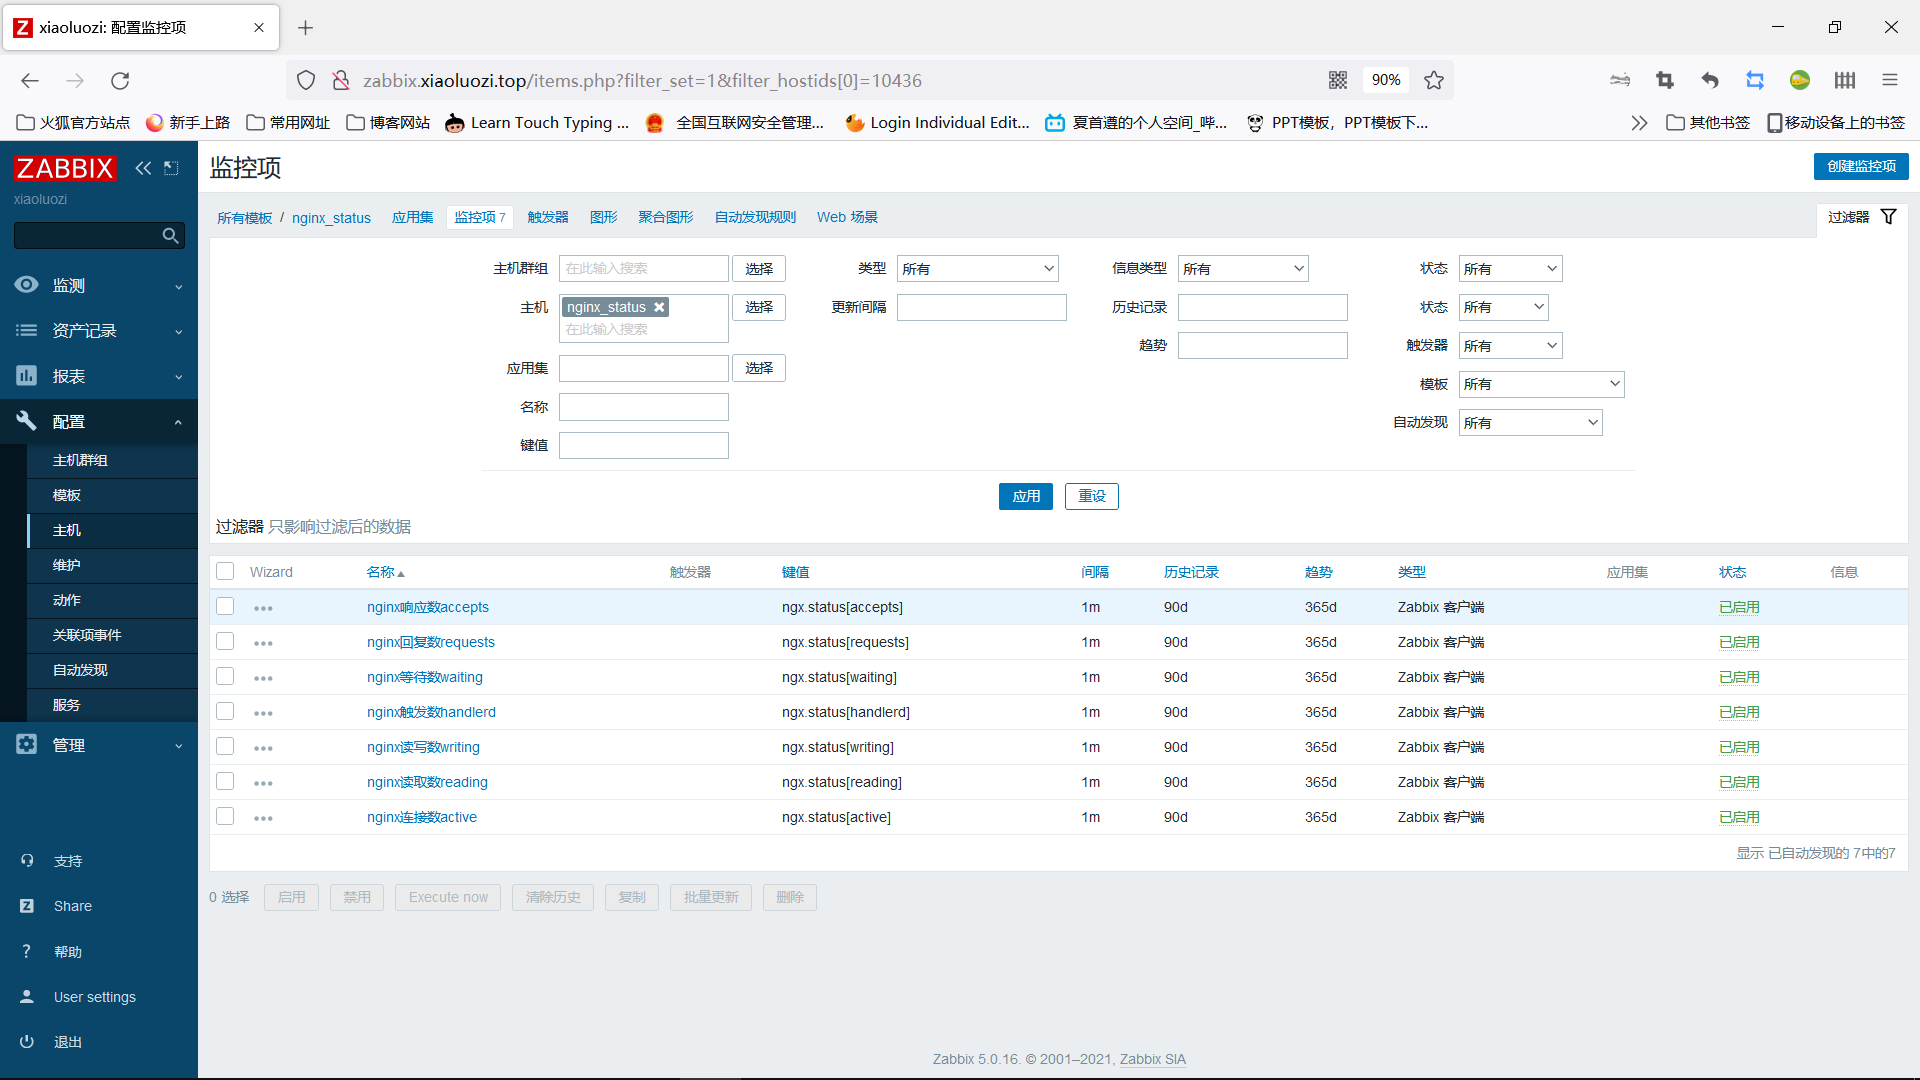 xiaoluozi: 配置监控项
zabbix.xiaoluozi.top/items.php?filter_set=1&filter_hostids[0]=10436
90%
火狐官方站点 新手上路 常用网址 博客网站 Learn Touch Typing ... 全国互联网安全管理... Login Individual Edit... 夏首遵的个人空间_哔... PPT模板，PPT模板下... 其他书签 移动设备上的书签
ZABBIX
xiaoluozi
监测
资产记录
报表
配置
主机群组
模板
主机
维护
动作
关联项事件
自动发现
服务
管理
支持
Share
帮助
User settings
退出
监控项
创建监控项
所有模板 / nginx_status 应用集 监控项 7 触发器 图形 聚合图形 自动发现规则 Web 场景
过滤器
主机群组 在此输入搜索 选择 类型 所有 信息类型 所有 状态 所有
主机 nginx_status 选择 更新间隔 历史记录 状态 所有
在此输入搜索
趋势 触发器 所有
应用集 选择
模板 所有
名称
自动发现 所有
键值
应用 重设
过滤器 只影响过滤后的数据
Wizard 名称 触发器 键值 间隔 历史记录 趋势 类型 应用集 状态 信息
nginx响应数accepts ngx.status[accepts] 1m 90d 365d Zabbix 客户端 已启用
nginx回复数requests ngx.status[requests] 1m 90d 365d Zabbix 客户端 已启用
nginx等待数waiting ngx.status[waiting] 1m 90d 365d Zabbix 客户端 已启用
nginx触发数handlerd ngx.status[handlerd] 1m 90d 365d Zabbix 客户端 已启用
nginx读写数writing ngx.status[writing] 1m 90d 365d Zabbix 客户端 已启用
nginx读取数reading ngx.status[reading] 1m 90d 365d Zabbix 客户端 已启用
nginx连接数active ngx.status[active] 1m 90d 365d Zabbix 客户端 已启用
显示 已自动发现的 7中的7
0 选择 启用 禁用 Execute now 清除历史 复制 批量更新 删除
Zabbix 5.0.16. © 2001–2021, Zabbix SIA